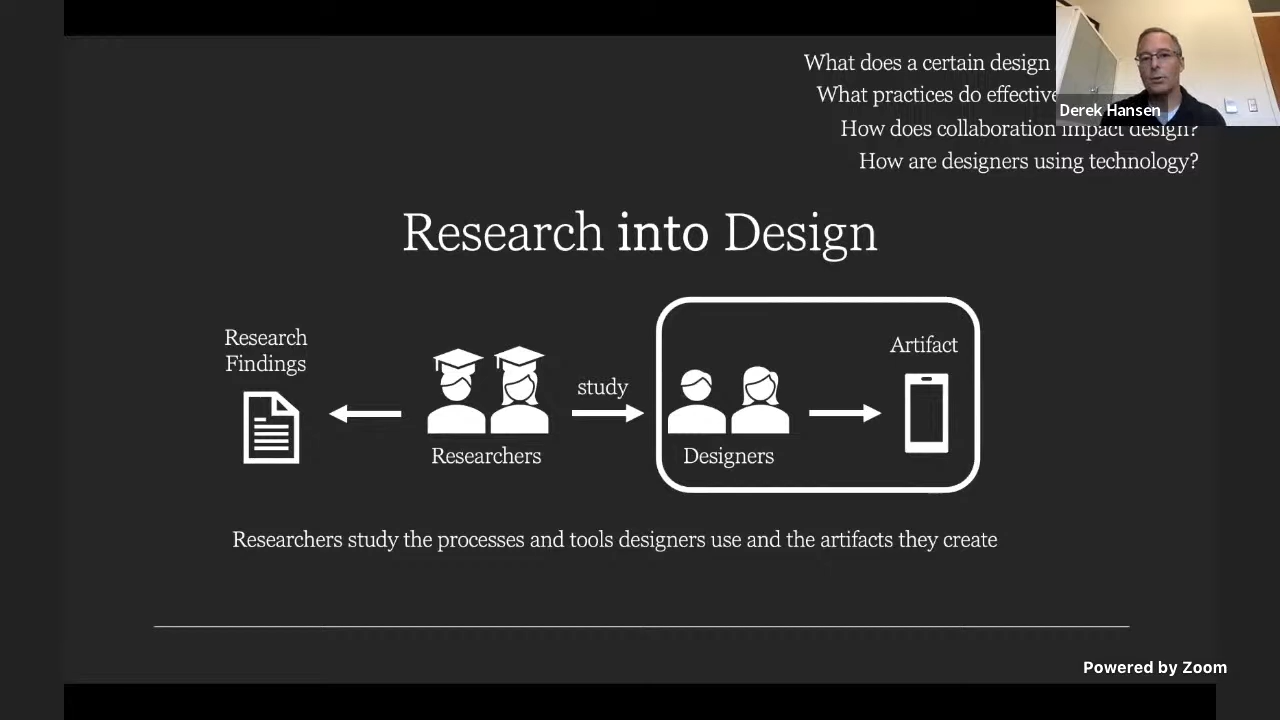 What does a certain design
What practices do effective
How does collaboration impact design?
How are designers using technology?
Derek Hansen
Research into Design
Research
Findings
Researchers
study
Designers
Artifact
Researchers study the processes and tools designers use and the artifacts they create
Powered by Zoom